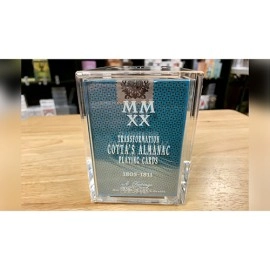 MM
XX
TRANSFORMATION
COTTA'S ALMANAC
PLAYING CARDS
1805-1811